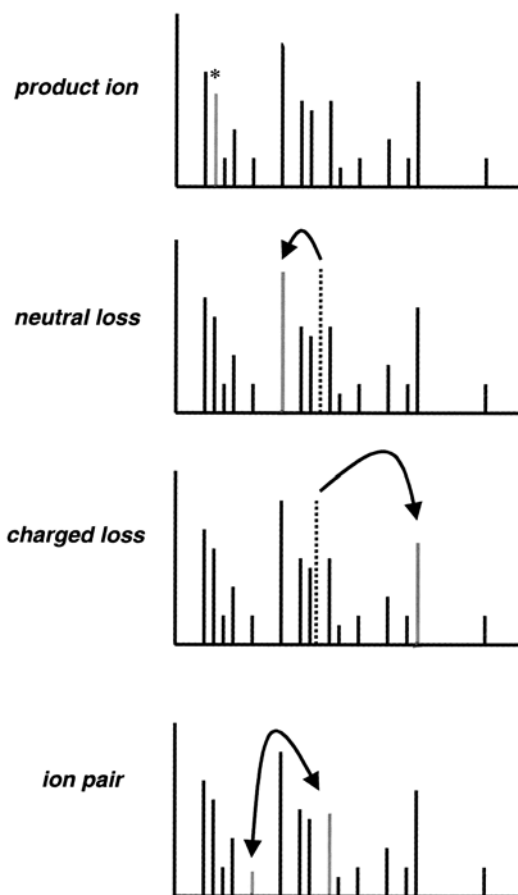 *
product ion
neutral loss
charged loss
ion pair